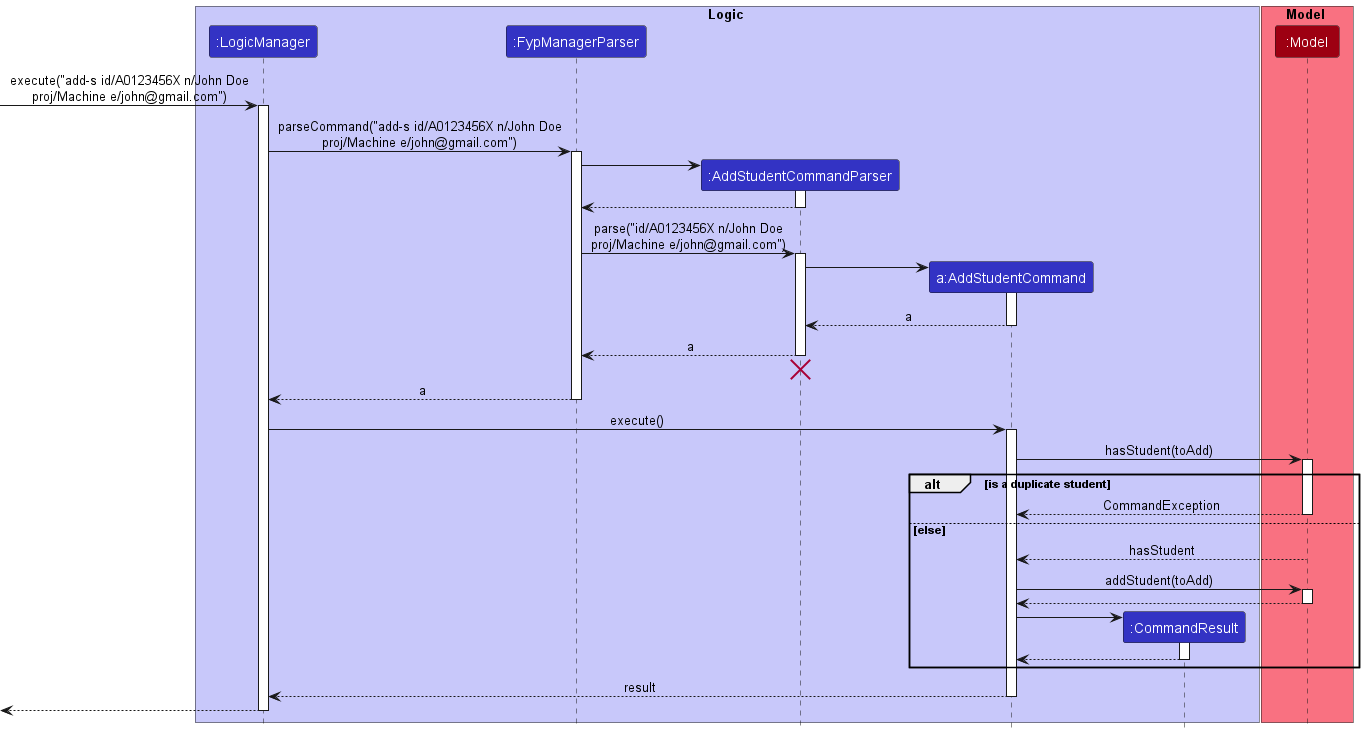 Logic
Model
:LogicManager
:FypManagerParser
:Model
execute("add-s id/A0123456X n/John Doe
proj/Machine e/john@gmail.com")
parseCommand("add-s id/A0123456X n/John Doe
proj/Machine e/john@gmail.com")
:AddStudentCommandParser
parse("id/A0123456X n/John Doe
proj/Machine e/john@gmail.com")
a:AddStudentCommand
a
a
a
execute()
hasStudent(toAdd)
alt
[is a duplicate student]
CommandException
[else]
hasStudent
addStudent(toAdd)
:CommandResult
result